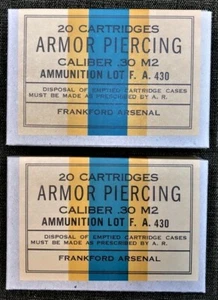 20 CARTRIDGES
ARMOR PIERCING
CALIBER .30 M2
AMMUNITION LOT F. A. 430
DISPOSAL OF EMPTIED CARTRIDGE CASES
MUST BE MADE AS PRESCRIBED BY A. R.
FRANKFORD ARSENAL
20 CARTRIDGES
ARMOR PIERCING
CALIBER .30 M2
AMMUNITION LOT F. A. 430
DISPOSAL OF EMPTIED CARTRIDGE CASES
MUST BE MADE AS PRESCRIBED BY A. R.
FRANKFORD ARSENAL